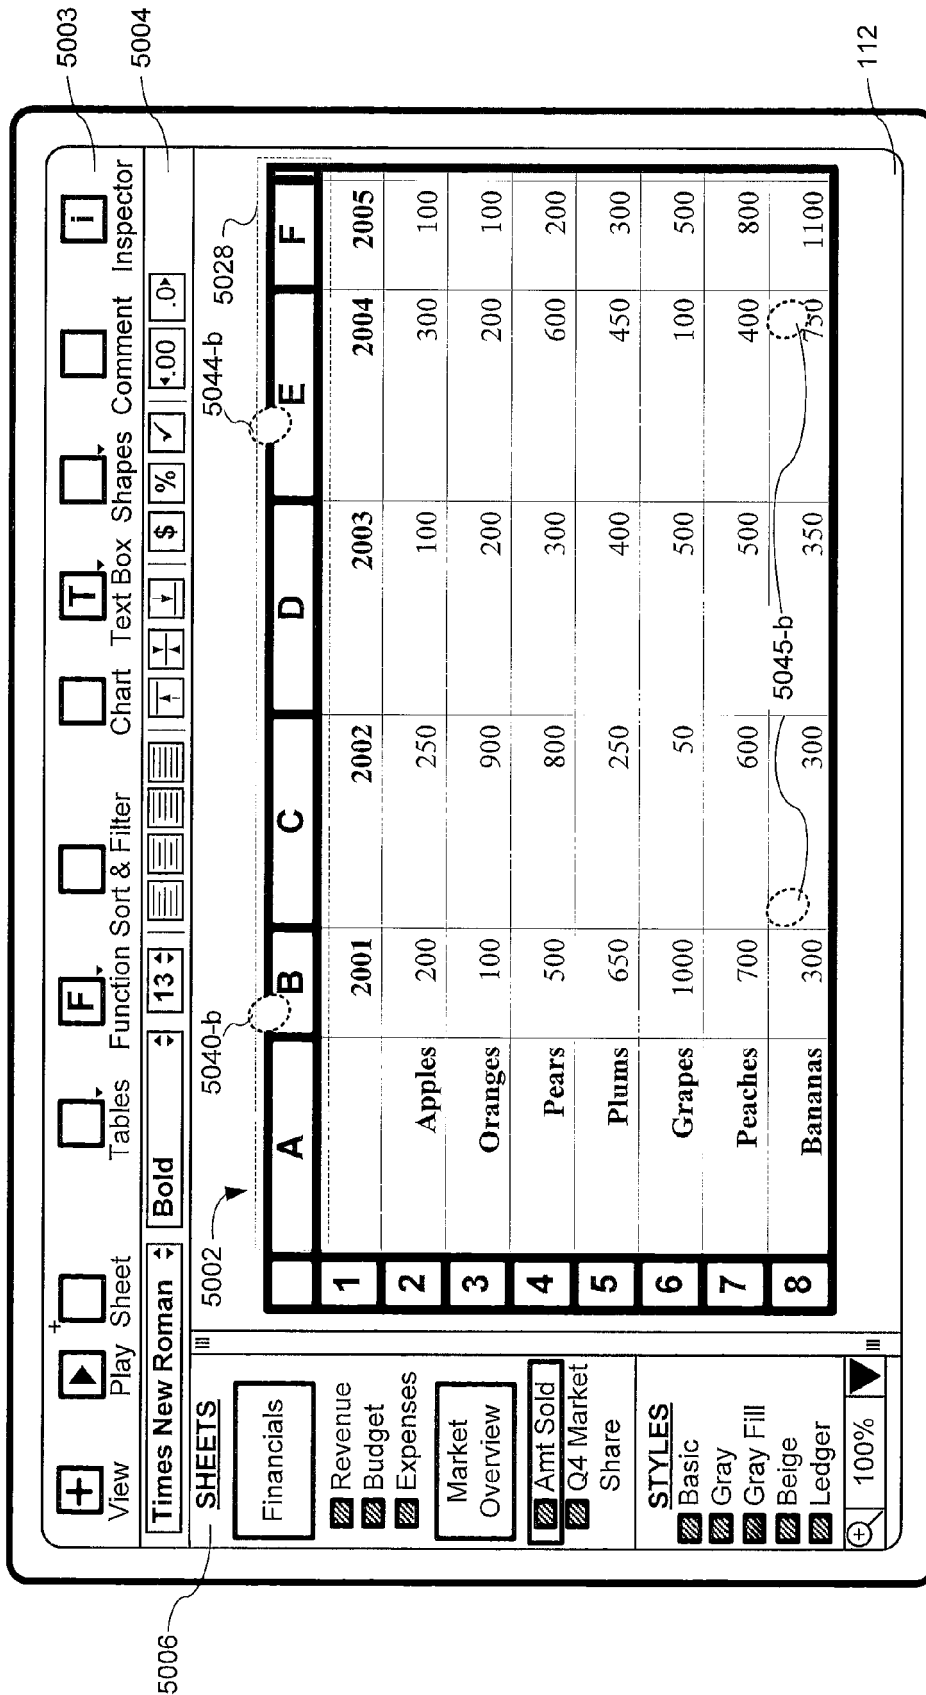 5003
5004
View Play Sheet Tables Function Sort & Filter Chart Text Box Shapes Comment Inspector
+ T F i
Times New Roman Bold 13 $ % ✓ .00 .0
5006
SHEETS
Financials
Revenue
Budget
Expenses
Market
Overview
Amt Sold
Q4 Market
Share
STYLES
Basic
Gray
Gray Fill
Beige
Ledger
100%
5002
5040-b
5044-b
5028
A B C D E F
1 2001 2002 2003 2004 2005
2 Apples 200 250 100 300 100
3 Oranges 100 900 200 200 100
4 Pears 500 800 300 600 200
5 Plums 650 250 400 450 300
6 Grapes 1000 50 500 100 500
7 Peaches 700 600 500 400 800
8 Bananas 300 300 350 750 1100
5045-b
112